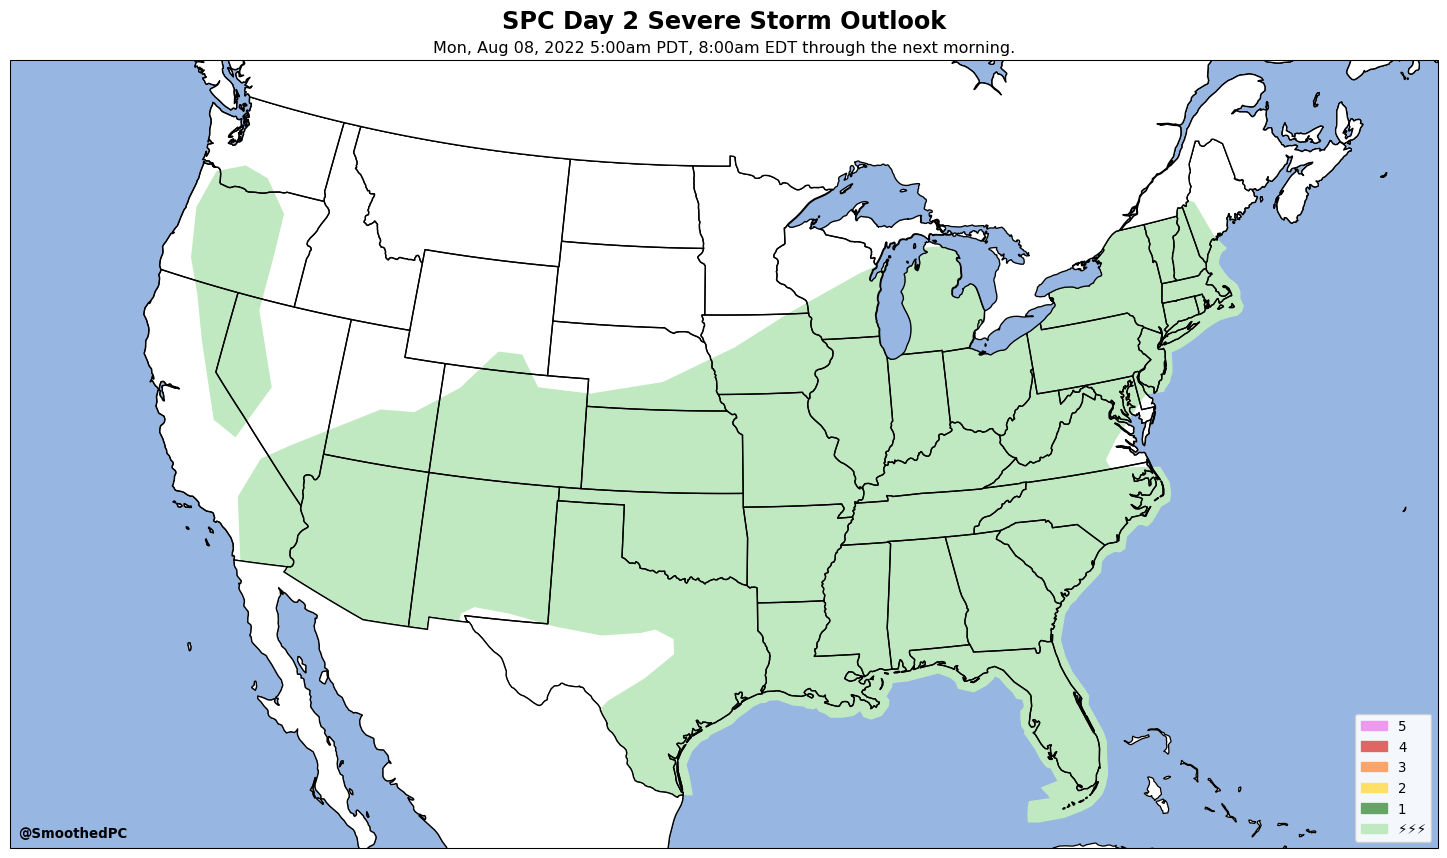 SPC Day 2 Severe Storm Outlook
Mon, Aug 08, 2022 5:00am PDT, 8:00am EDT through the next morning.
5
4
3
2
1
⚡⚡⚡
@SmoothedPC